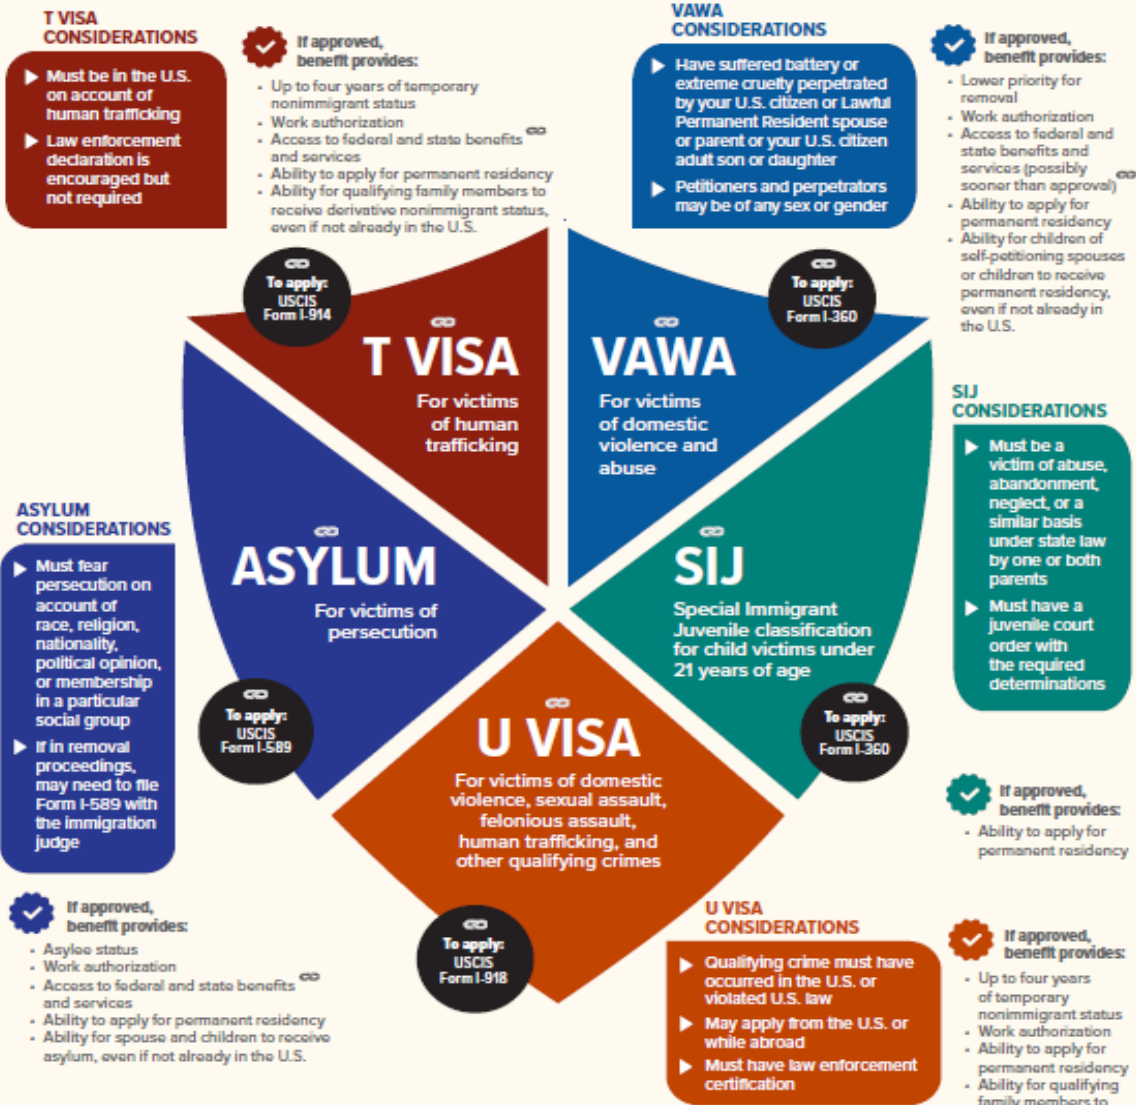 T VISA
CONSIDERATIONS
Must be in the U.S.
on account of
human trafficking
Law enforcement
declaration is
encouraged but
not required
If approved,
benefit provides:
• Up to four years of temporary
nonimmigrant status
• Work authorization
• Access to federal and state benefits
and services
• Ability to apply for permanent residency
• Ability for qualifying family members to
receive derivative nonimmigrant status,
even if not already in the U.S.
To apply:
USCIS
Form I-914
T VISA
For victims
of human
trafficking
VAWA
CONSIDERATIONS
Have suffered battery or
extreme cruelty perpetrated
by your U.S. citizen or Lawful
Permanent Resident spouse
or parent or your U.S. citizen
adult son or daughter
Petitioners and perpetrators
may be of any sex or gender
If approved,
benefit provides:
• Lower priority for
removal
• Work authorization
• Access to federal and
state benefits and
services (possibly
sooner than approval)
• Ability to apply for
permanent residency
• Ability for children of
self-petitioning spouses
or children to receive
permanent residency,
even if not already in
the U.S.
To apply:
USCIS
Form I-360
VAWA
For victims
of domestic
violence and
abuse
ASYLUM
CONSIDERATIONS
Must fear
persecution on
account of
race, religion,
nationality,
political opinion,
or membership
in a particular
social group
If in removal
proceedings,
may need to file
Form I-589 with
the immigration
judge
ASYLUM
For victims of
persecution
To apply:
USCIS
Form I-589
If approved,
benefit provides:
• Asylee status
• Work authorization
• Access to federal and state benefits
and services
• Ability to apply for permanent residency
• Ability for spouse and children to receive
asylum, even if not already in the U.S.
SIJ
CONSIDERATIONS
Must be a
victim of abuse,
abandonment,
neglect, or a
similar basis
under state law
by one or both
parents
Must have a
juvenile court
order with
the required
determinations
SIJ
Special Immigrant
Juvenile classification
for child victims under
21 years of age
To apply:
USCIS
Form I-360
If approved,
benefit provides:
• Ability to apply for
permanent residency
U VISA
For victims of domestic
violence, sexual assault,
felonious assault,
human trafficking, and
other qualifying crimes
To apply:
USCIS
Form I-918
U VISA
CONSIDERATIONS
Qualifying crime must have
occurred in the U.S. or
violated U.S. law
May apply from the U.S. or
while abroad
Must have law enforcement
certification
If approved,
benefit provides:
• Up to four years
of temporary
nonimmigrant status
• Work authorization
• Ability to apply for
permanent residency
• Ability for qualifying
family members to